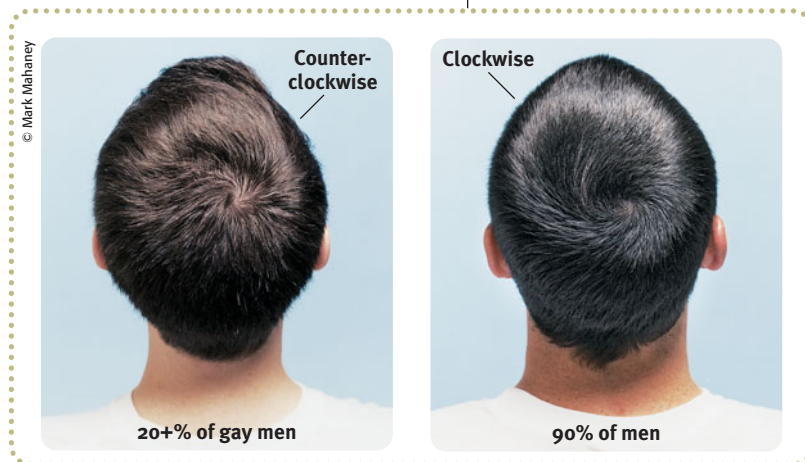 © Mark Mahaney
Counter-
clockwise
Clockwise
20+% of gay men
90% of men